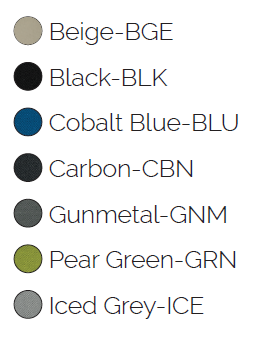 Beige-BGE
Black-BLK
Cobalt Blue-BLU
Carbon-CBN
Gunmetal-GNM
Pear Green-GRN
Iced Grey-ICE